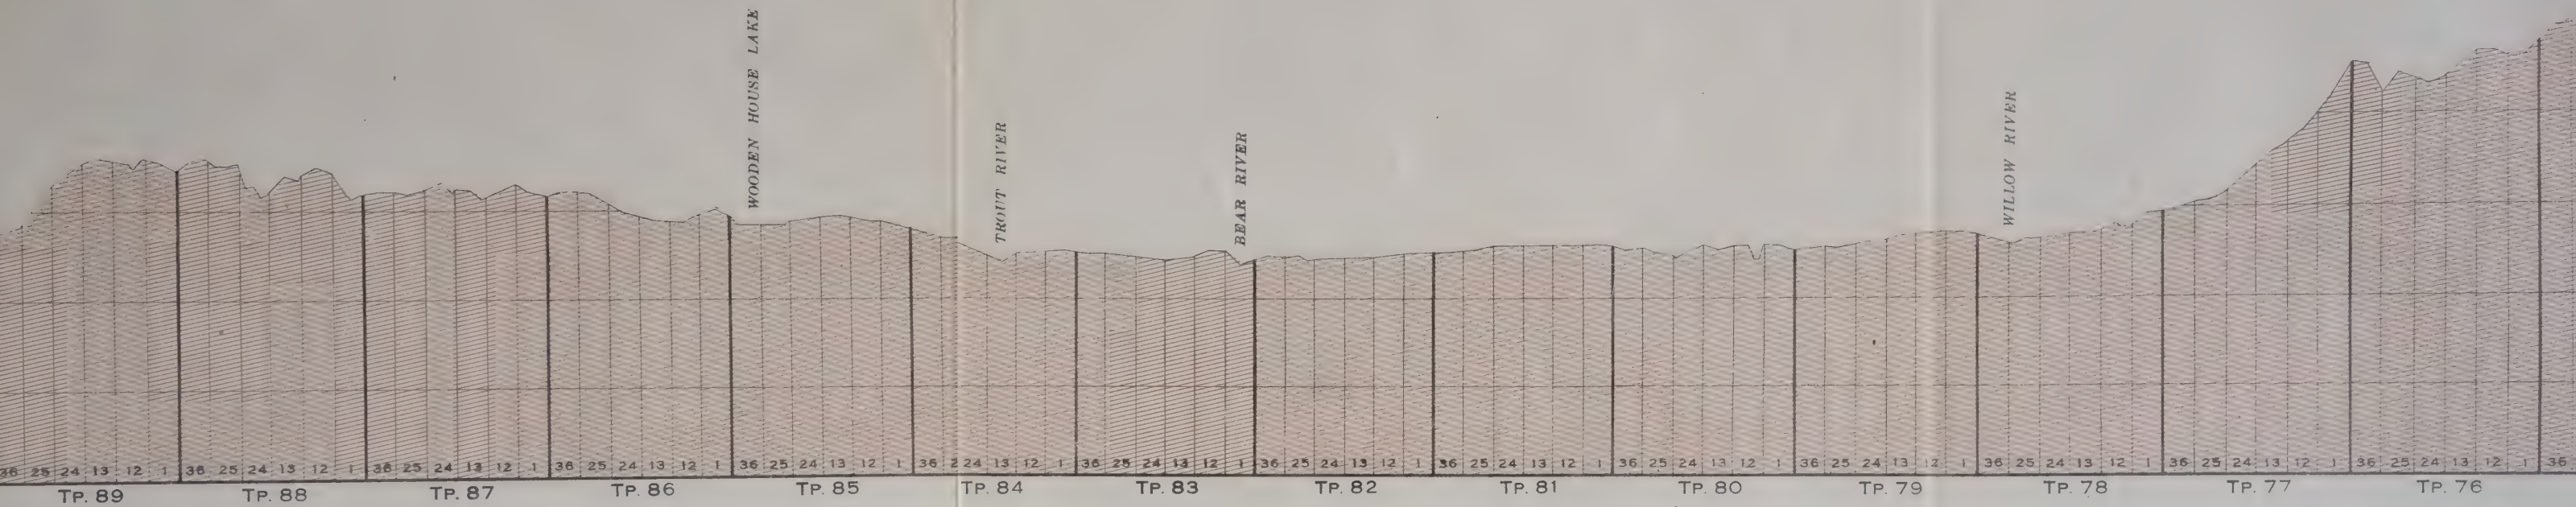 WOODEN HOUSE LAKE
TROUT RIVER
BEAR RIVER
WILLOW RIVER
36 25 24 13 12 1 36 25 24 13 12 1 36 25 24 13 12 1 36 25 24 13 12 1 36 25 24 13 12 1 36 2 24 13 12 1 36 25 24 13 12 1 36 25 24 13 12 1 36 25 24 13 12 1 36 25 24 13 12 1 36 25 24 13 12 1 36 25 24 13 12 1 36 25 24 13 12 1 36 25 24 13 12 1 36
TP. 89 TP. 88 TP. 87 TP. 86 TP. 85 TP. 84 TP. 83 TP. 82 TP. 81 TP. 80 TP. 79 TP. 78 TP. 77 TP. 76